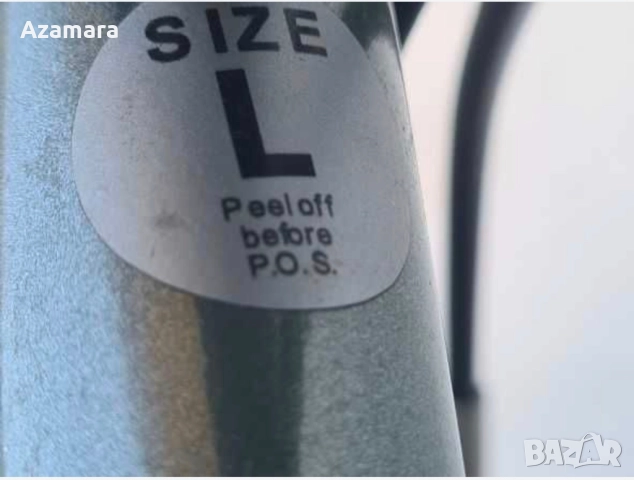 Azamara
SIZE
L
Peel off
before
P.O.S.
BAZAR